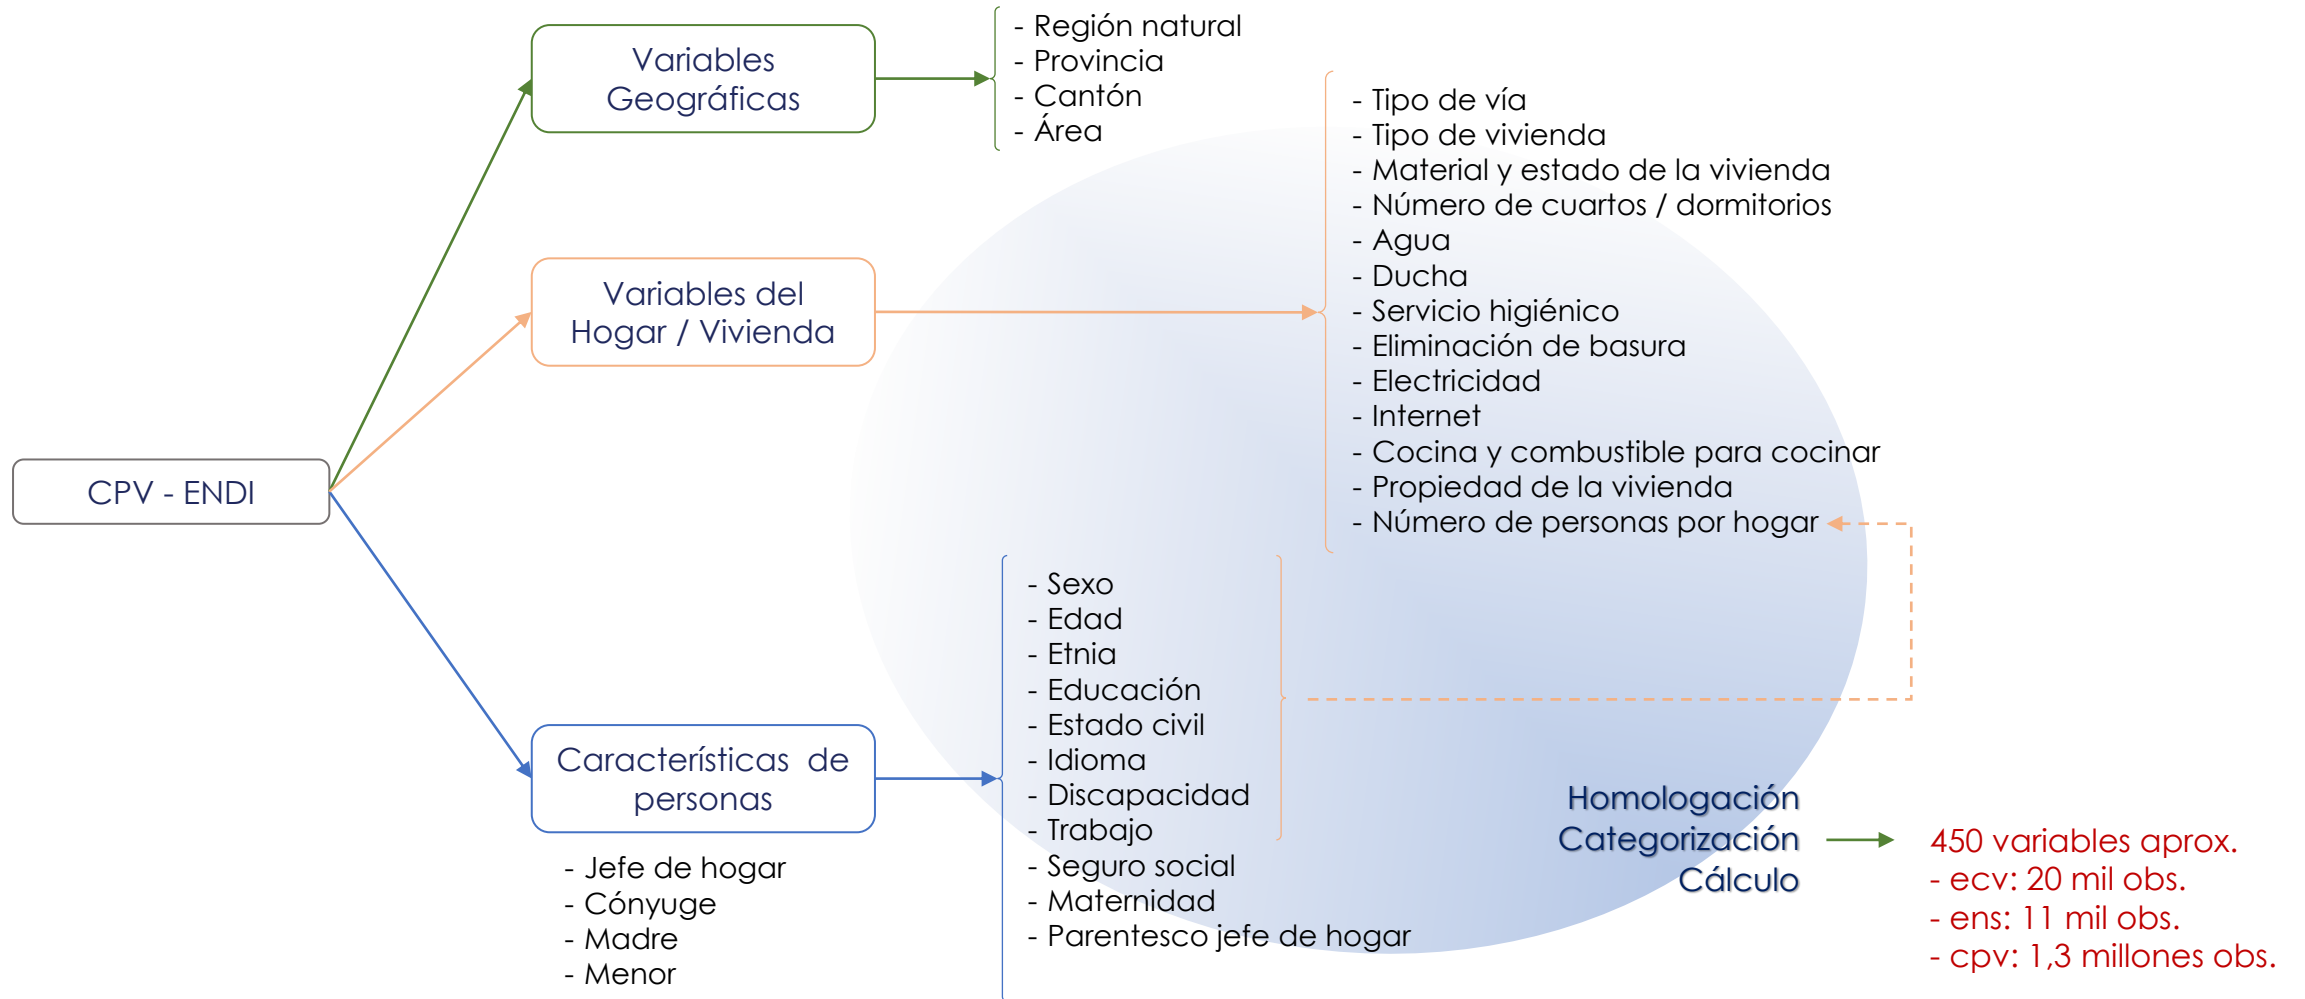 CPV - ENDI
Variables
Geográficas
- Región natural
- Provincia
- Cantón
- Área
Variables del
Hogar / Vivienda
- Tipo de vía
- Tipo de vivienda
- Material y estado de la vivienda
- Número de cuartos / dormitorios
- Agua
- Ducha
- Servicio higiénico
- Eliminación de basura
- Electricidad
- Internet
- Cocina y combustible para cocinar
- Propiedad de la vivienda
- Número de personas por hogar
Características de
personas
- Jefe de hogar
- Cónyuge
- Madre
- Menor
- Sexo
- Edad
- Etnia
- Educación
- Estado civil
- Idioma
- Discapacidad
- Trabajo
- Seguro social
- Maternidad
- Parentesco jefe de hogar
Homologación
Categorización
Cálculo
450 variables aprox.
- ecv: 20 mil obs.
- ens: 11 mil obs.
- cpv: 1,3 millones obs.